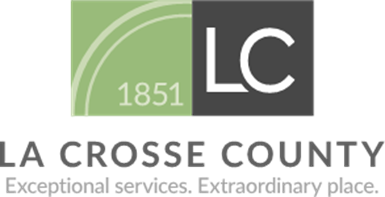 1851 LC
LA CROSSE COUNTY
Exceptional services. Extraordinary place.